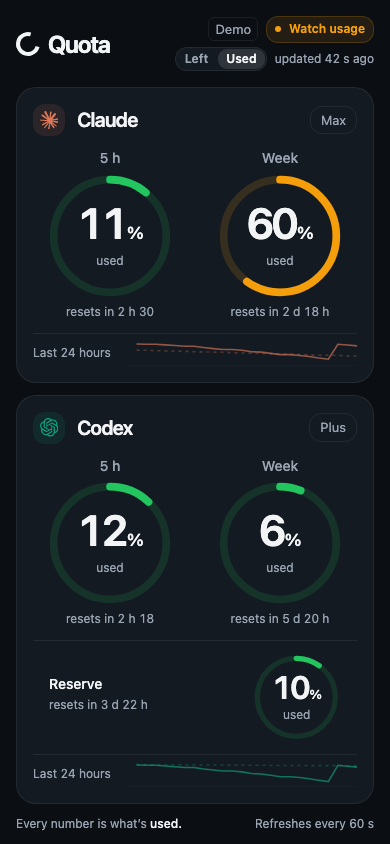 Quota
Demo
Watch usage
Left Used updated 42 s ago
Claude
Max
5 h
Week
11%
used
60%
used
resets in 2 h 30
resets in 2 d 18 h
Last 24 hours
Codex
Plus
5 h
Week
12%
used
6%
used
resets in 2 h 18
resets in 5 d 20 h
Reserve
resets in 3 d 22 h
10%
used
Last 24 hours
Every number is what's used.
Refreshes every 60 s